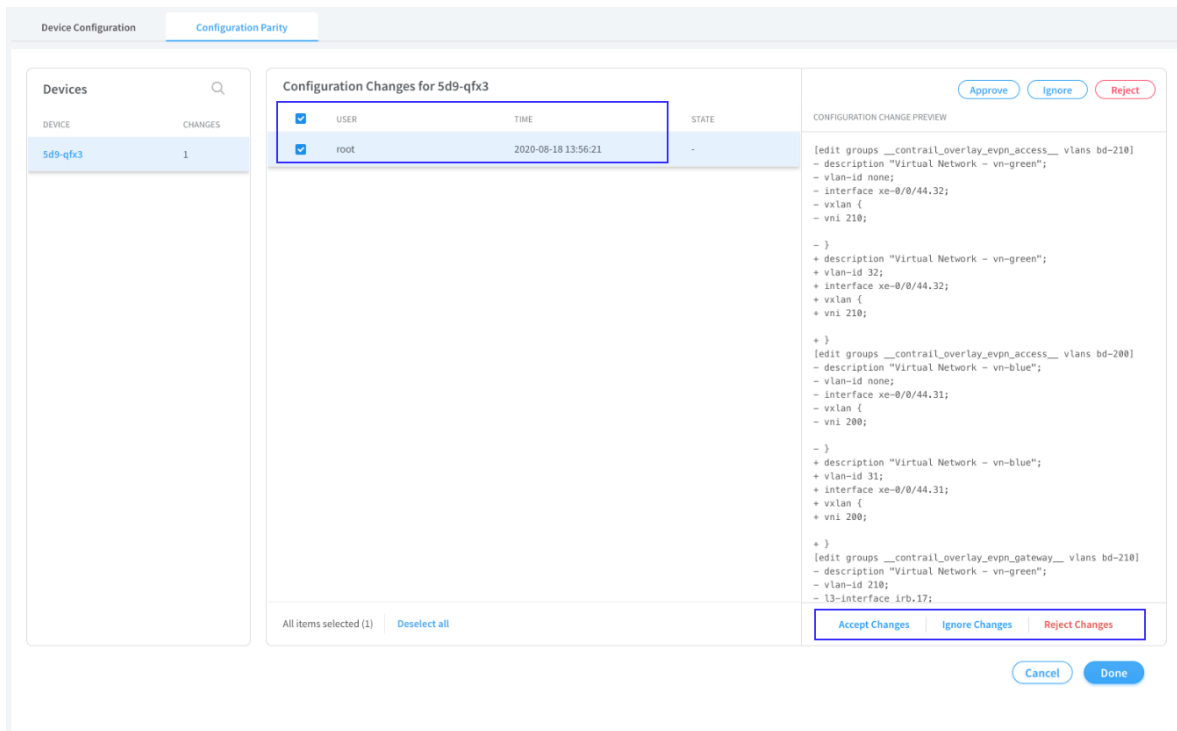 Device Configuration
Configuration Parity
Devices
DEVICE CHANGES
5d9-qfx3 1
Configuration Changes for 5d9-qfx3
USER TIME STATE
root 2020-08-18 13:56:21 -
All items selected (1) Deselect all
Approve Ignore Reject
CONFIGURATION CHANGE PREVIEW
[edit groups __contrail_overlay_evpn_access__ vlans bd-210]
- description "Virtual Network - vn-green";
- vlan-id none;
- interface xe-0/0/44.32;
- vxlan {
- vni 210;
- }
+ description "Virtual Network - vn-green";
+ vlan-id 32;
+ interface xe-0/0/44.32;
+ vxlan {
+ vni 210;
+ }
[edit groups __contrail_overlay_evpn_access__ vlans bd-200]
- description "Virtual Network - vn-blue";
- vlan-id none;
- interface xe-0/0/44.31;
- vxlan {
- vni 200;
- }
+ description "Virtual Network - vn-blue";
+ vlan-id 31;
+ interface xe-0/0/44.31;
+ vxlan {
+ vni 200;
+ }
[edit groups __contrail_overlay_evpn_gateway__ vlans bd-210]
- description "Virtual Network - vn-green";
- vlan-id 210;
- l3-interface irb.17;
Accept Changes Ignore Changes Reject Changes
Cancel Done